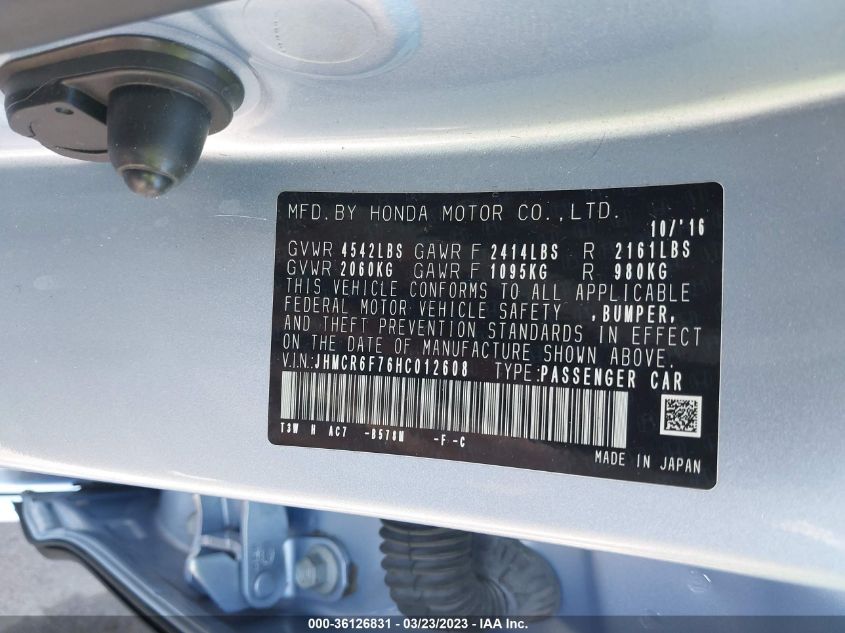 MFD. BY HONDA MOTOR CO., LTD.
10/'16
GVWR 4542LBS GAWR F 2414LBS R 2161LBS
GVWR 2060KG GAWR F 1095KG R 980KG
THIS VEHICLE CONFORMS TO ALL APPLICABLE
FEDERAL MOTOR VEHICLE SAFETY , BUMPER,
AND THEFT PREVENTION STANDARDS IN EFFECT
ON THE DATE OF MANUFACTURE SHOWN ABOVE.
V.I.N.: JHMCR6F76HC012608 TYPE: PASSENGER CAR
T3W H AC7 -B578M -F -C
MADE IN JAPAN
000-36126831 - 03/23/2023 - IAA Inc.